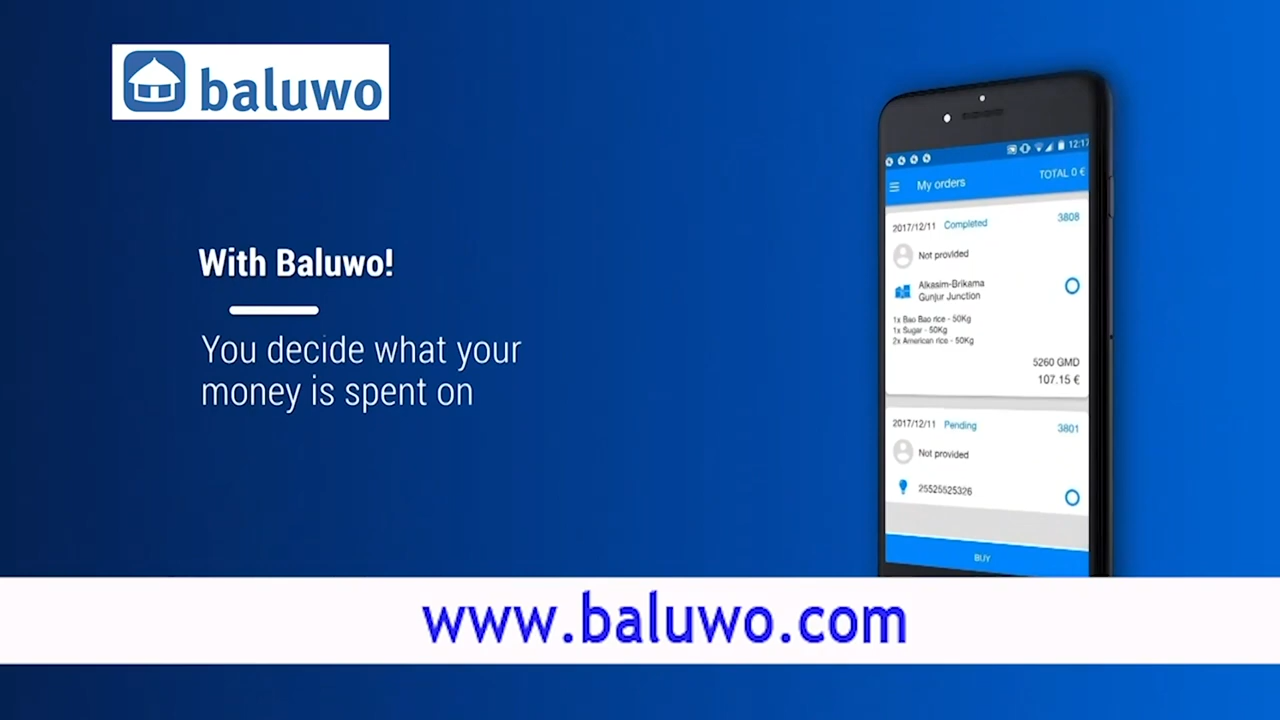 baluwo
With Baluwo!
You decide what your
money is spent on
12:17
My orders
TOTAL 0 €
2017/12/11 Completed 3808
Not provided
Alkasim-Brikama
Gunjur Junction
1x Bao Bao rice - 50Kg
1x Sugar - 50Kg
2x American rice - 50Kg
5260 GMD
107.15 €
2017/12/11 Pending 3801
Not provided
25525525326
BUY
www.baluwo.com